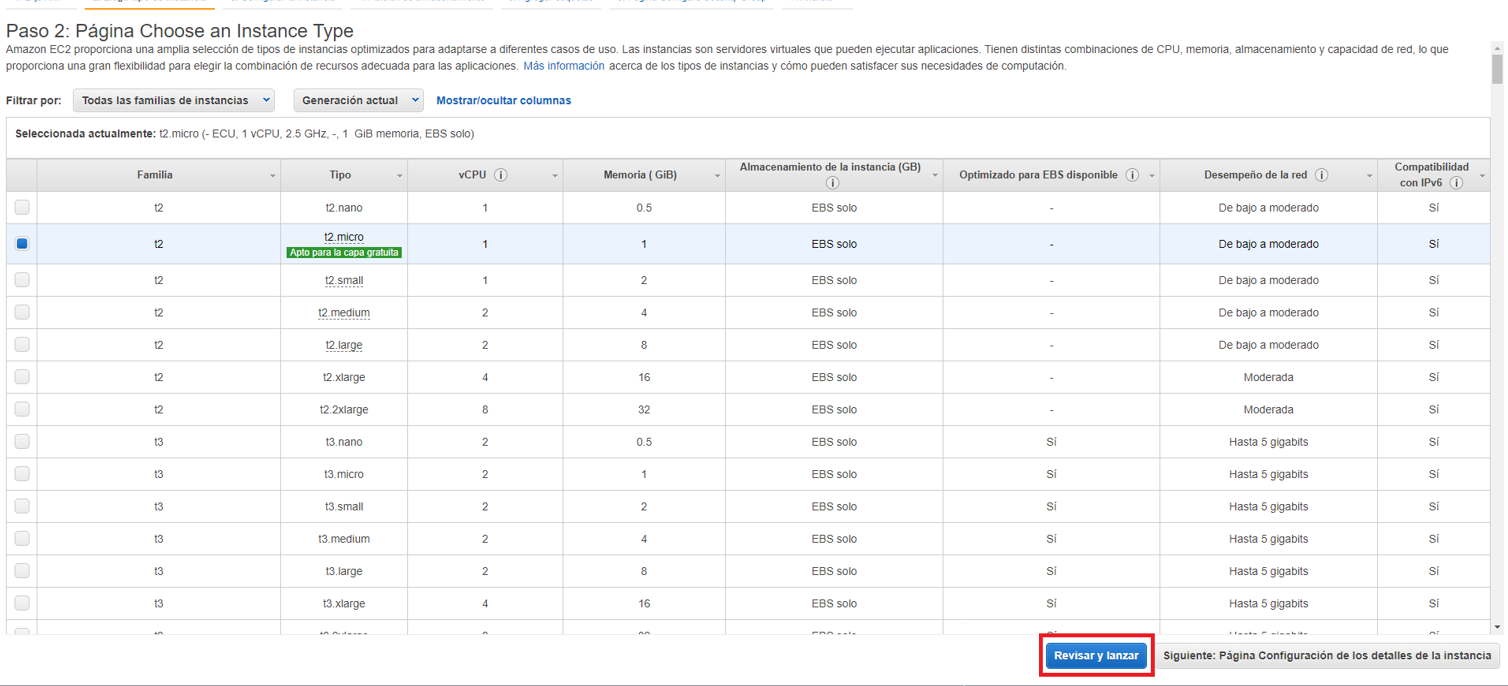 Paso 2: Página Choose an Instance Type
Amazon EC2 proporciona una amplia selección de tipos de instancias optimizados para adaptarse a diferentes casos de uso. Las instancias son servidores virtuales que pueden ejecutar aplicaciones. Tienen distintas combinaciones de CPU, memoria, almacenamiento y capacidad de red, lo que
proporciona una gran flexibilidad para elegir la combinación de recursos adecuada para las aplicaciones. Más información acerca de los tipos de instancias y cómo pueden satisfacer sus necesidades de computación.
Filtrar por: Todas las familias de instancias Generación actual Mostrar/ocultar columnas
Seleccionada actualmente: t2.micro (- ECU, 1 vCPU, 2.5 GHz, -, 1 GiB memoria, EBS solo)
Familia Tipo vCPU Memoria ( GiB) Almacenamiento de la instancia (GB) Optimizado para EBS disponible Desempeño de la red Compatibilidad con IPv6
t2 t2.nano 1 0.5 EBS solo - De bajo a moderado Sí
t2 t2.micro 1 1 EBS solo - De bajo a moderado Sí
Apto para la capa gratuita
t2 t2.small 1 2 EBS solo - De bajo a moderado Sí
t2 t2.medium 2 4 EBS solo - De bajo a moderado Sí
t2 t2.large 2 8 EBS solo - De bajo a moderado Sí
t2 t2.xlarge 4 16 EBS solo - Moderada Sí
t2 t2.2xlarge 8 32 EBS solo - Moderada Sí
t3 t3.nano 2 0.5 EBS solo Sí Hasta 5 gigabits Sí
t3 t3.micro 2 1 EBS solo Sí Hasta 5 gigabits Sí
t3 t3.small 2 2 EBS solo Sí Hasta 5 gigabits Sí
t3 t3.medium 2 4 EBS solo Sí Hasta 5 gigabits Sí
t3 t3.large 2 8 EBS solo Sí Hasta 5 gigabits Sí
t3 t3.xlarge 4 16 EBS solo Sí Hasta 5 gigabits Sí
Revisar y lanzar Siguiente: Página Configuración de los detalles de la instancia